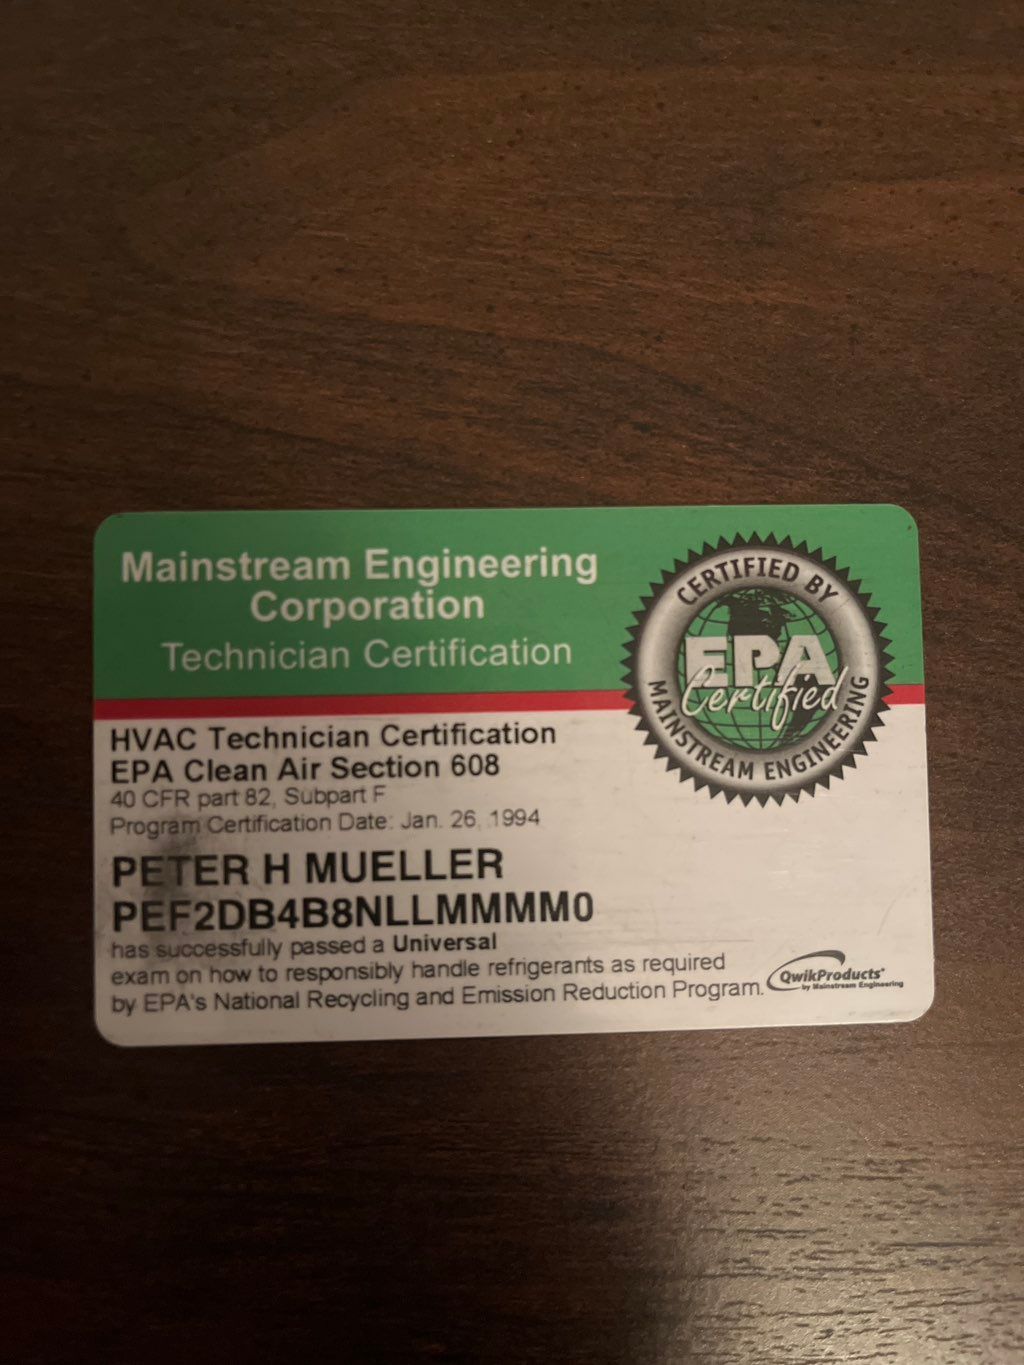 Mainstream Engineering
Corporation
Technician Certification
CERTIFIED BY
EPA
Certified
MAINSTREAM ENGINEERING
HVAC Technician Certification
EPA Clean Air Section 608
40 CFR part 82, Subpart F
Program Certification Date: Jan. 26, 1994
PETER H MUELLER
PEF2DB4B8NLLMMMM0
has successfully passed a Universal
exam on how to responsibly handle refrigerants as required
by EPA's National Recycling and Emission Reduction Program.
QwikProducts
by Mainstream Engineering